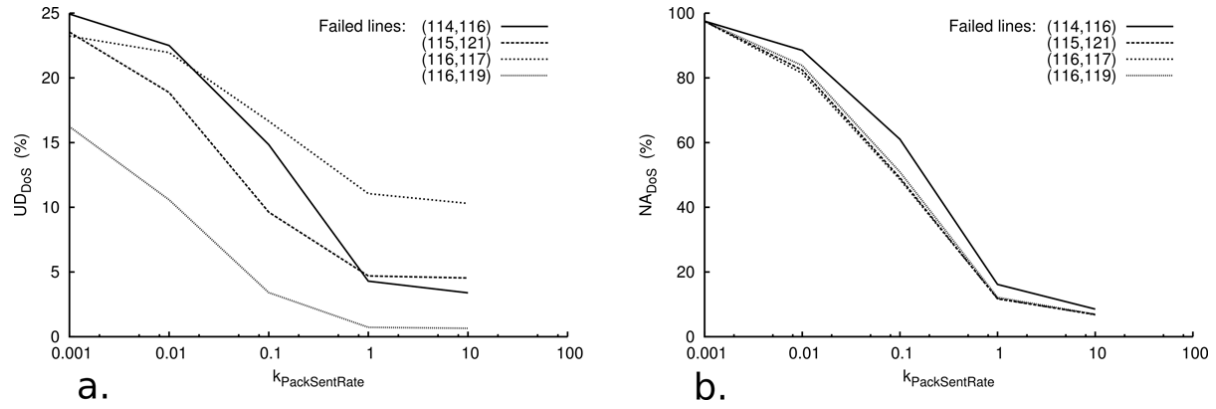 25
20
15
10
5
0
UD_DoS (%)
Failed lines: (114,116)
(115,121)
(116,117)
(116,119)
0.001 0.01 0.1 1 10 100
k_PackSentRate
a.
100
80
60
40
20
0
NA_DoS (%)
Failed lines: (114,116)
(115,121)
(116,117)
(116,119)
0.001 0.01 0.1 1 10 100
k_PackSentRate
b.